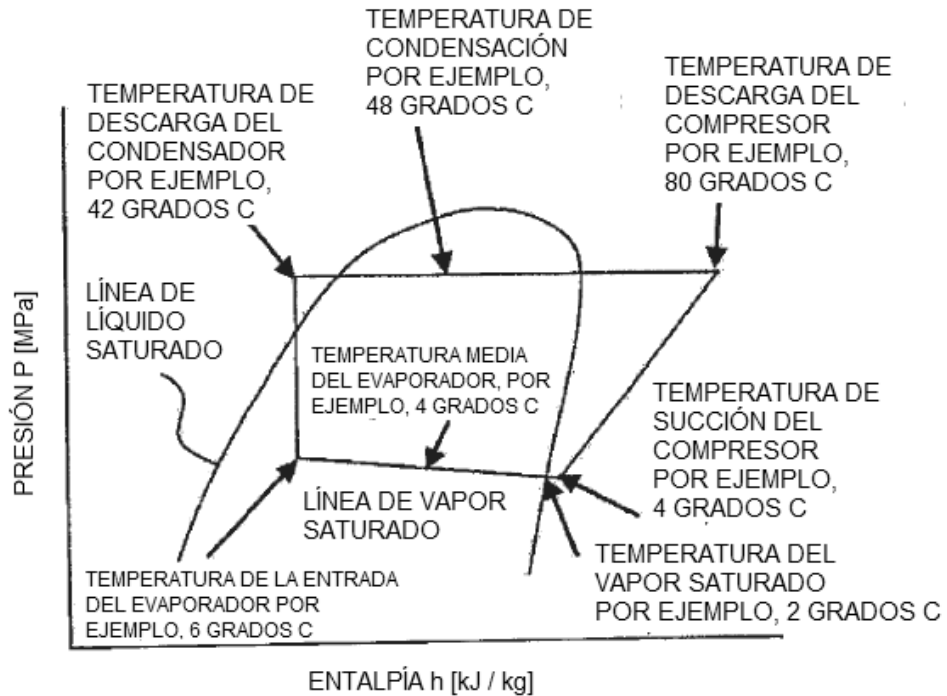 TEMPERATURA DE
CONDENSACIÓN
POR EJEMPLO,
48 GRADOS C
TEMPERATURA DE
DESCARGA DEL
COMPRESOR
POR EJEMPLO,
80 GRADOS C
TEMPERATURA DE
DESCARGA DEL
CONDENSADOR
POR EJEMPLO,
42 GRADOS C
LÍNEA DE
LÍQUIDO
SATURADO
TEMPERATURA MEDIA
DEL EVAPORADOR, POR
EJEMPLO, 4 GRADOS C
TEMPERATURA DE
SUCCIÓN DEL
COMPRESOR
POR EJEMPLO,
4 GRADOS C
LÍNEA DE VAPOR
SATURADO
TEMPERATURA DEL
VAPOR SATURADO
POR EJEMPLO, 2 GRADOS C
TEMPERATURA DE LA ENTRADA
DEL EVAPORADOR POR
EJEMPLO, 6 GRADOS C
PRESIÓN P [MPa]
ENTALPÍA h [kJ / kg]